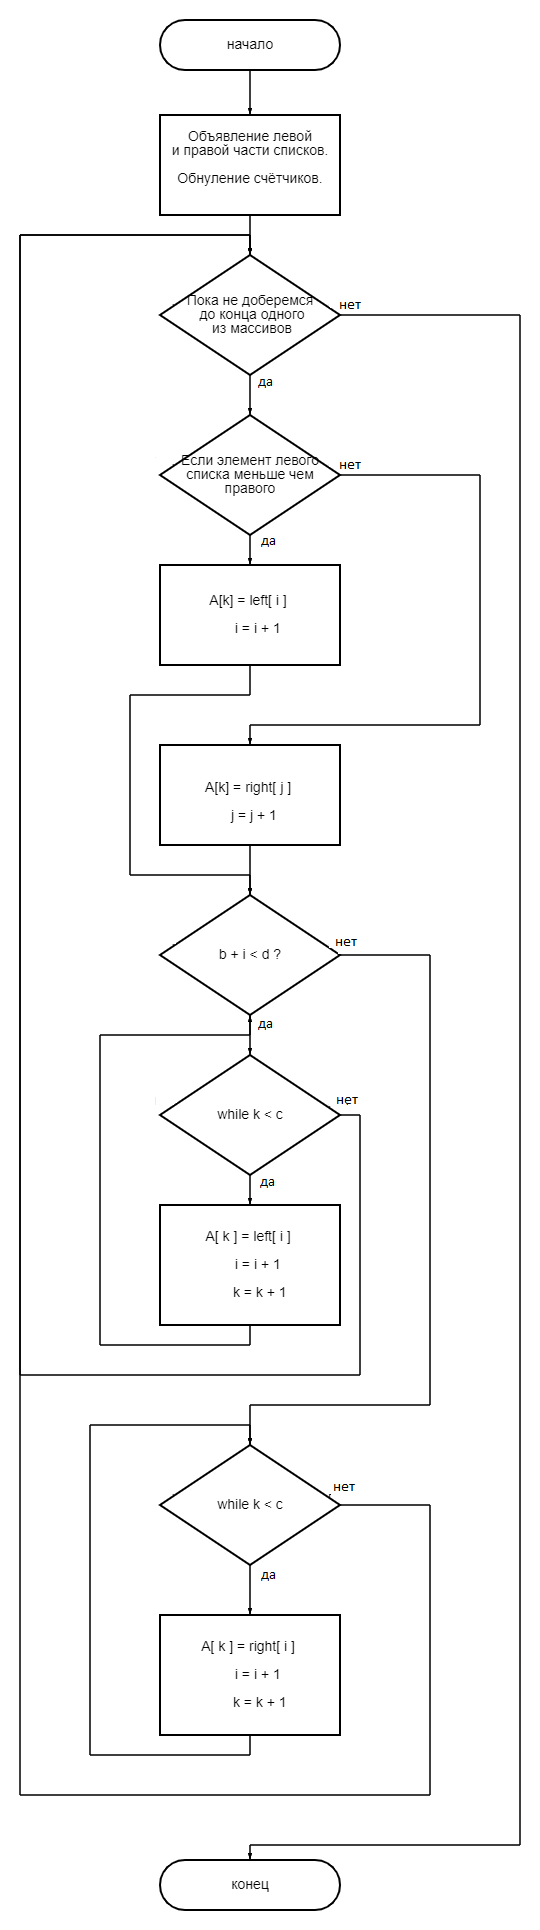 начало
Объявление левой
и правой части списков.
Обнуление счётчиков.
Пока не доберемся
до конца одного
из массивов
нет
да
Если элемент левого
списка меньше чем
правого
нет
да
A[k] = left[ i ]
i = i + 1
A[k] = right[ j ]
j = j + 1
b + i < d ?
нет
да
while k < c
нет
да
A[ k ] = left[ i ]
i = i + 1
k = k + 1
while k < c
нет
да
A[ k ] = right[ i ]
i = i + 1
k = k + 1
конец